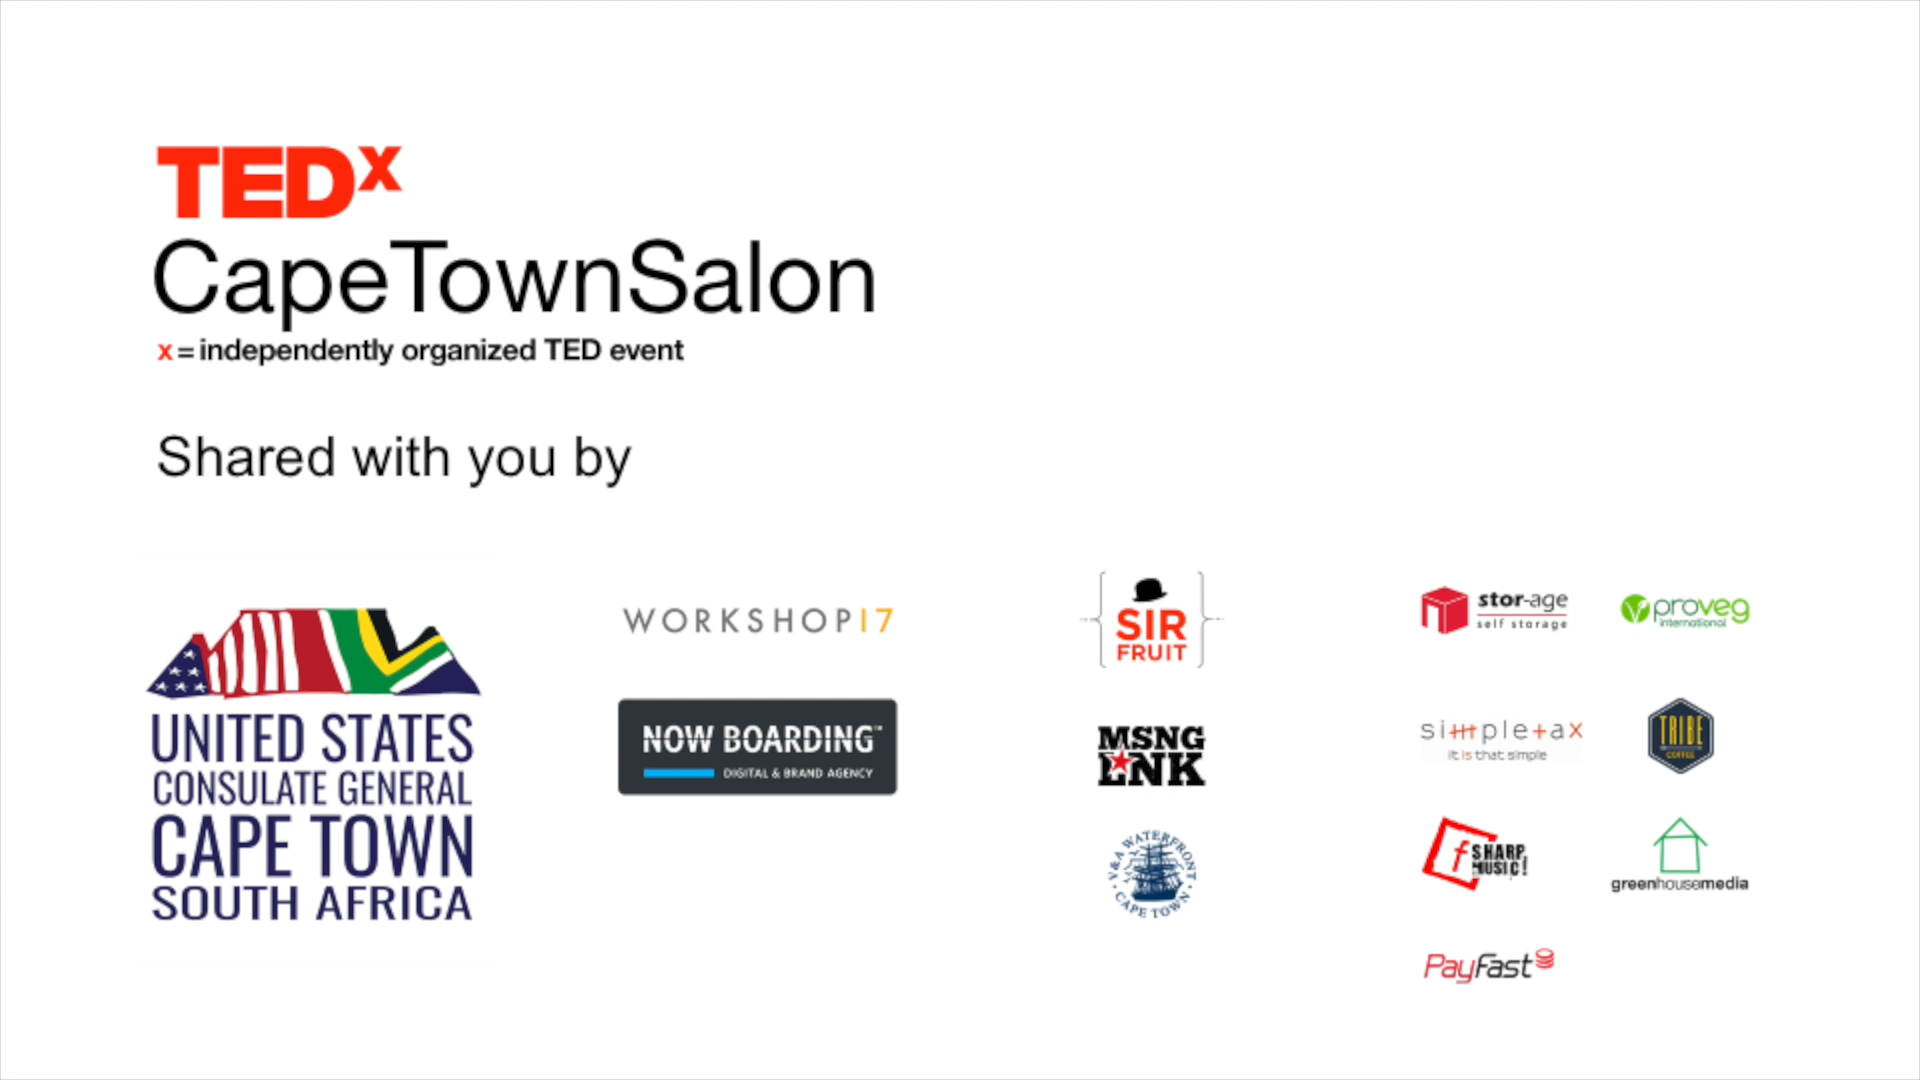 TEDx
CapeTownSalon
x = independently organized TED event
Shared with you by
UNITED STATES
CONSULATE GENERAL
CAPE TOWN
SOUTH AFRICA
WORKSHOP17
NOW BOARDING™
DIGITAL & BRAND AGENCY
SIR
FRUIT
MSNG
LNK
V&A WATERFRONT
CAPE TOWN
stor-age
self storage
proveg
international
simpletax
it is that simple
TRIBE
COFFEE
f SHARP
MUSIC!
greenhousemedia
PayFast